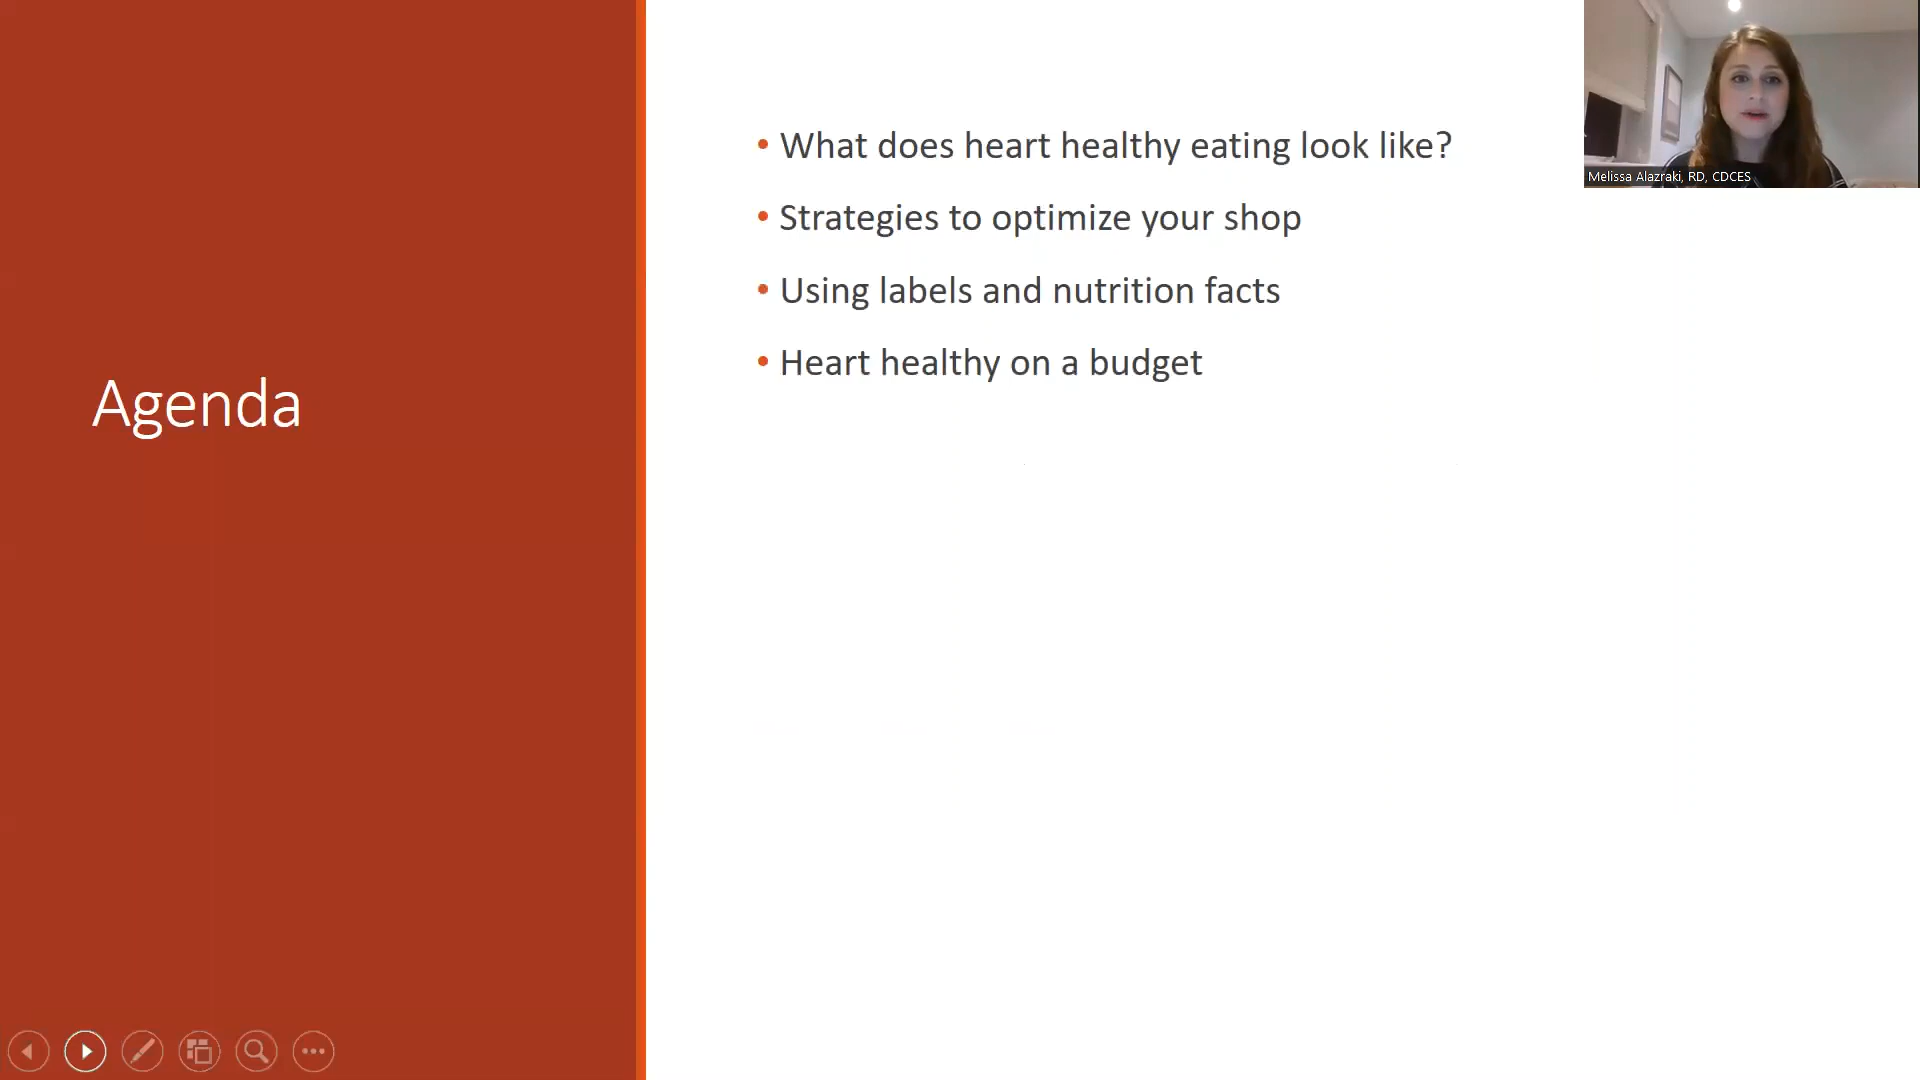 Agenda
• What does heart healthy eating look like?
• Strategies to optimize your shop
• Using labels and nutrition facts
• Heart healthy on a budget
Melissa Alazraki, RD, CDCES